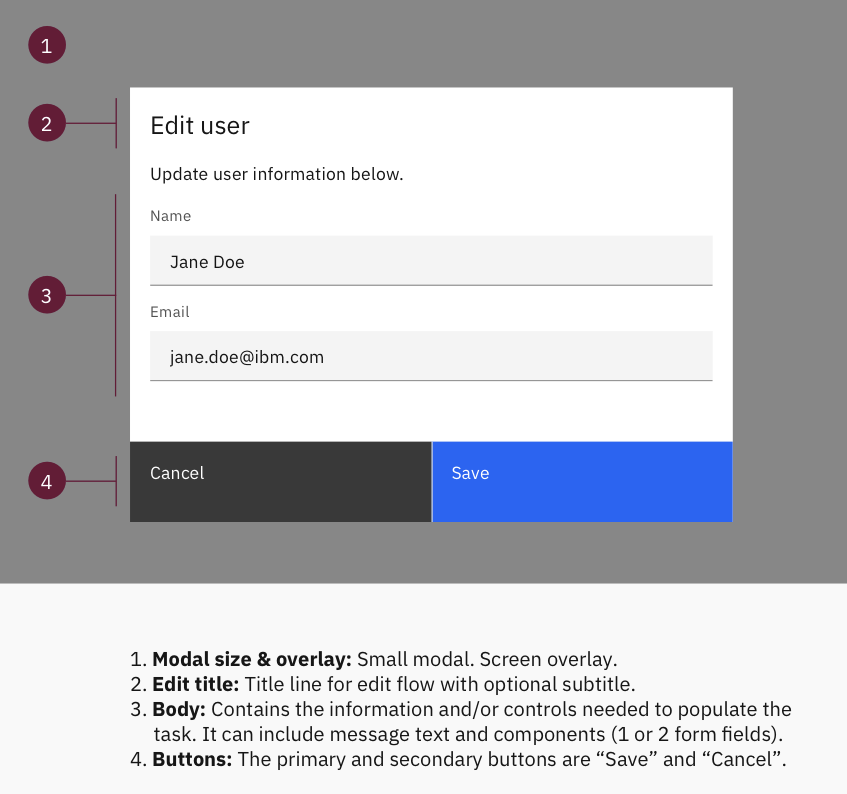 1
2
Edit user
Update user information below.
Name
Jane Doe
3
Email
jane.doe@ibm.com
4
Cancel
Save
1. Modal size & overlay: Small modal. Screen overlay.
2. Edit title: Title line for edit flow with optional subtitle.
3. Body: Contains the information and/or controls needed to populate the
task. It can include message text and components (1 or 2 form fields).
4. Buttons: The primary and secondary buttons are “Save” and “Cancel”.